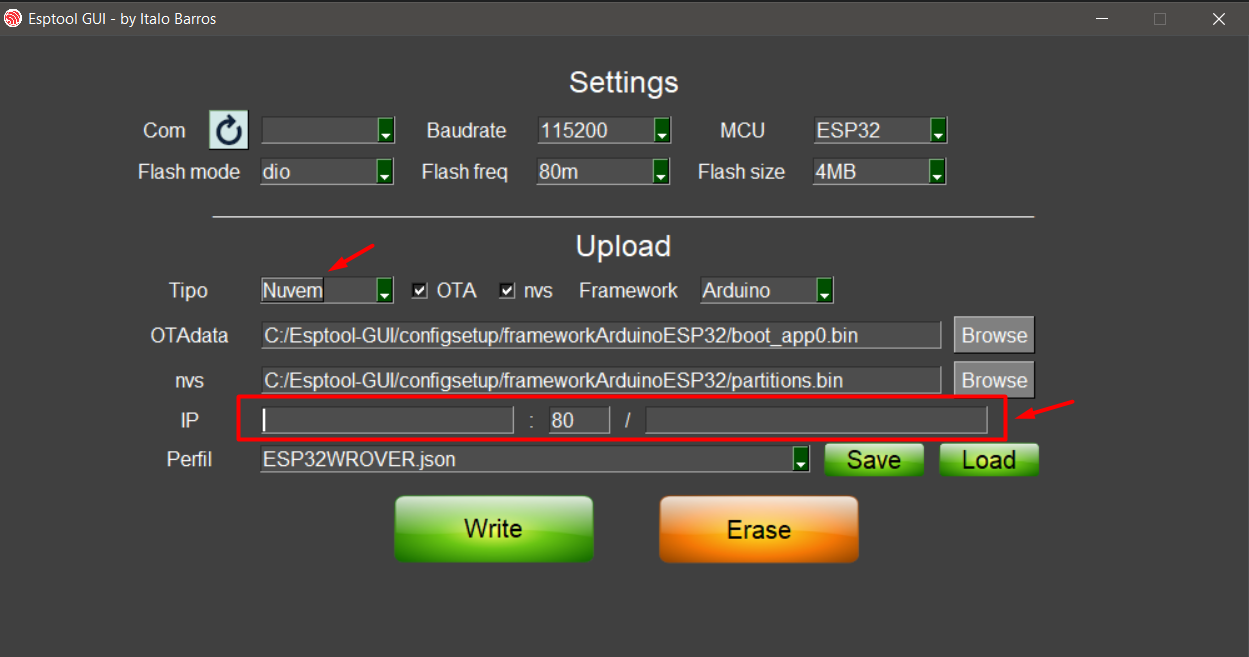 Esptool GUI - by Italo Barros
Settings
Com Baudrate 115200 MCU ESP32
Flash mode dio Flash freq 80m Flash size 4MB
Upload
Tipo Nuvem OTA nvs Framework Arduino
OTAdata C:/Esptool-GUI/configsetup/frameworkArduinoESP32/boot_app0.bin Browse
nvs C:/Esptool-GUI/configsetup/frameworkArduinoESP32/partitions.bin Browse
IP : 80 /
Perfil ESP32WROVER.json Save Load
Write Erase